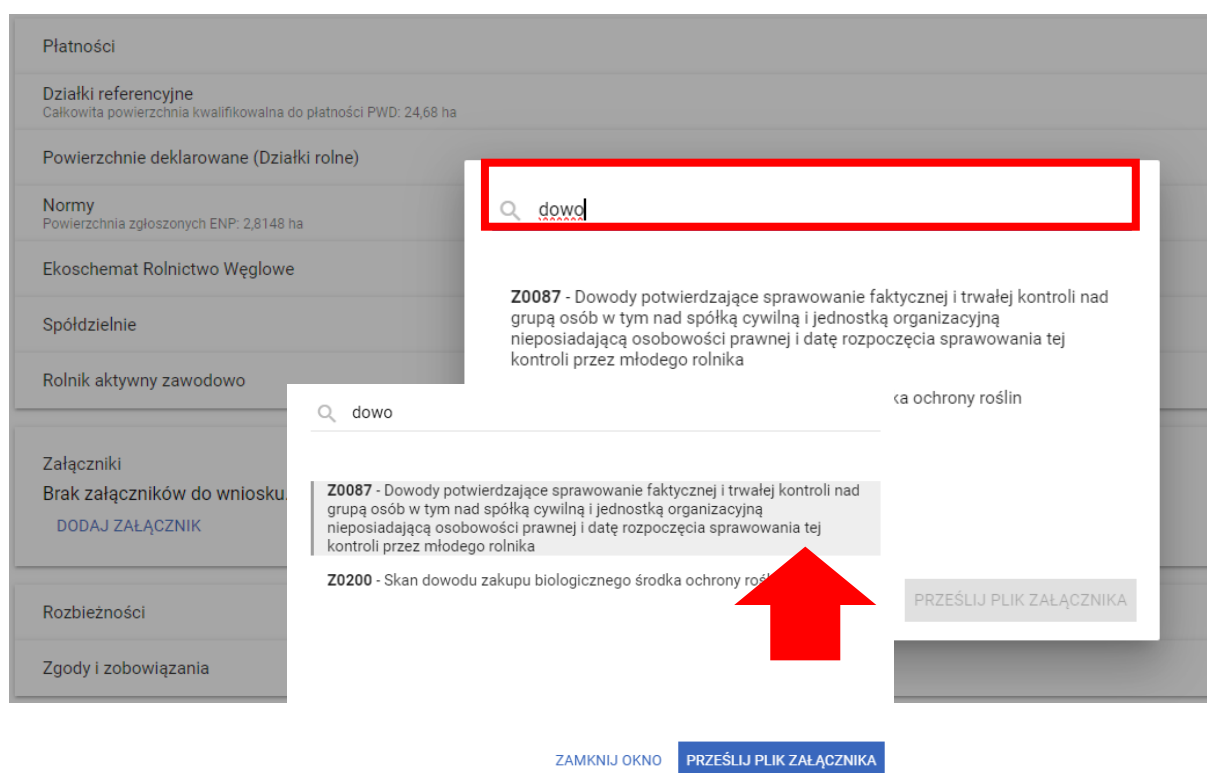 Płatności
Działki referencyjne
Całkowita powierzchnia kwalifikowalna do płatności PWD: 24,68 ha
Powierzchnie deklarowane (Działki rolne)
Normy
Powierzchnia zgłoszonych ENP: 2,8148 ha
Ekoschemat Rolnictwo Węglowe
Spółdzielnie
Rolnik aktywny zawodowo
Załączniki
Brak załączników do wniosku.
DODAJ ZAŁĄCZNIK
Rozbieżności
Zgody i zobowiązania
dowo
Z0087 - Dowody potwierdzające sprawowanie faktycznej i trwałej kontroli nad
grupą osób w tym nad spółką cywilną i jednostką organizacyjną
nieposiadającą osobowości prawnej i datę rozpoczęcia sprawowania tej
kontroli przez młodego rolnika
ochrony roślin
PRZEŚLIJ PLIK ZAŁĄCZNIKA
dowo
Z0087 - Dowody potwierdzające sprawowanie faktycznej i trwałej kontroli nad
grupą osób w tym nad spółką cywilną i jednostką organizacyjną
nieposiadającą osobowości prawnej i datę rozpoczęcia sprawowania tej
kontroli przez młodego rolnika
Z0200 - Skan dowodu zakupu biologicznego środka ochrony
ZAMKNIJ OKNO PRZEŚLIJ PLIK ZAŁĄCZNIKA